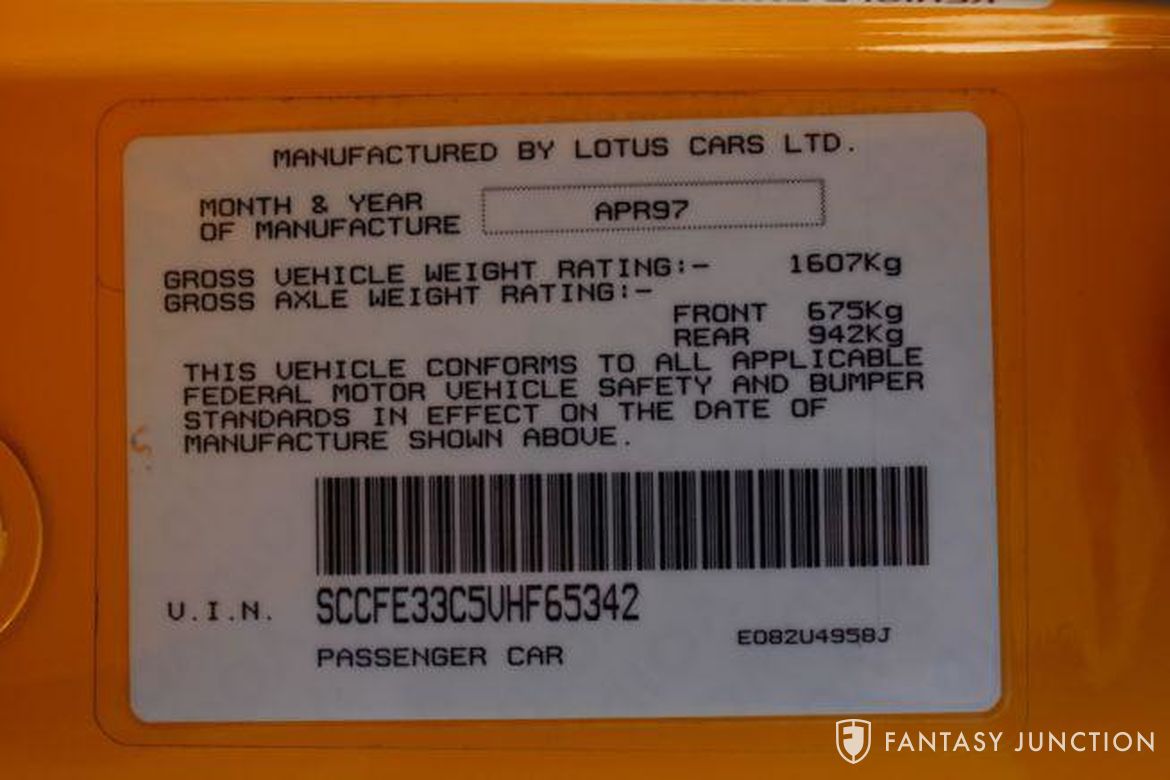 MANUFACTURED BY LOTUS CARS LTD.
MONTH & YEAR
OF MANUFACTURE
APR97
GROSS VEHICLE WEIGHT RATING:- 1607Kg
GROSS AXLE WEIGHT RATING:-
FRONT 675Kg
REAR 942Kg
THIS VEHICLE CONFORMS TO ALL APPLICABLE
FEDERAL MOTOR VEHICLE SAFETY AND BUMPER
STANDARDS IN EFFECT ON THE DATE OF
MANUFACTURE SHOWN ABOVE.
V.I.N. SCCFE33C5VHF65342
E082U4958J
PASSENGER CAR
FANTASY JUNCTION